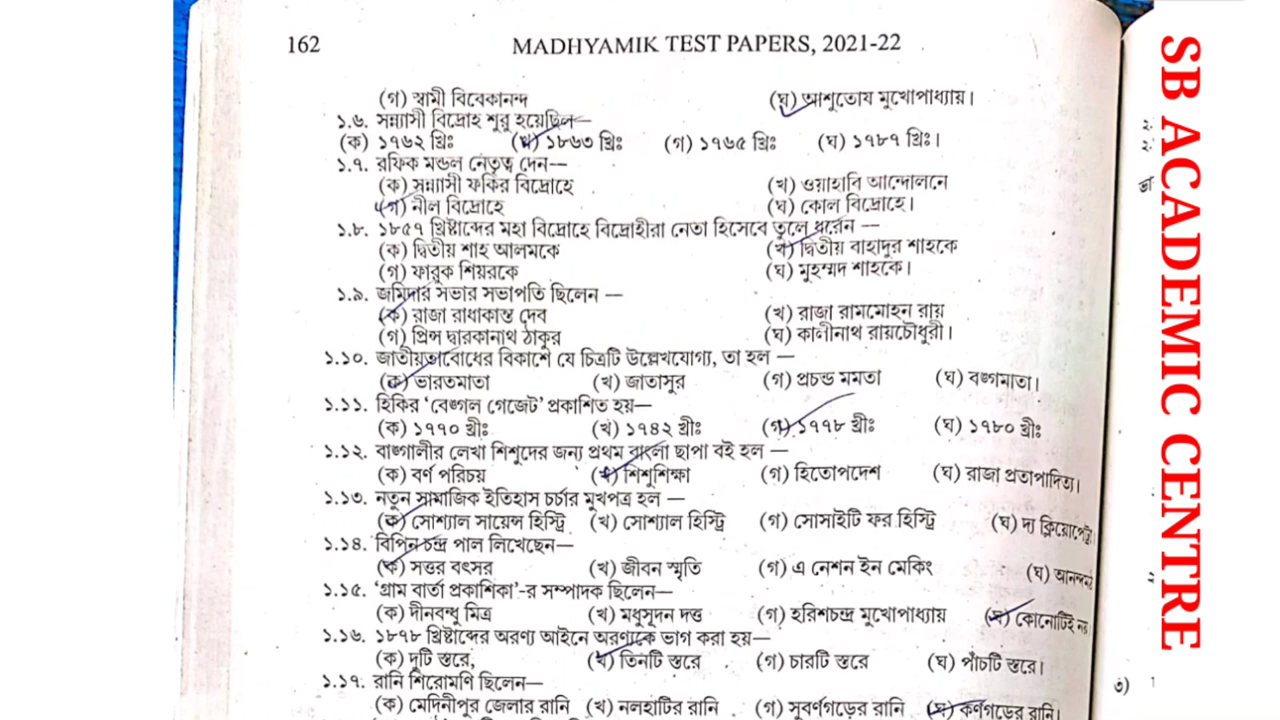 162 MADHYAMIK TEST PAPERS, 2021-22
(গ) স্বামী বিবেকানন্দ (ঘ) আশুতোষ মুখোপাধ্যায়।
১.৬. সন্ন্যাসী বিদ্রোহ শুরু হয়েছিল—
(ক) ১৭৬২ খ্রিঃ (খ) ১৮৬৩ খ্রিঃ (গ) ১৭৬৫ খ্রিঃ (ঘ) ১৭৮৭ খ্রিঃ।
১.৭. রফিক মন্ডল নেতৃত্ব দেন—
(ক) সন্ন্যাসী ফকির বিদ্রোহে (খ) ওয়াহাবি আন্দোলনে
(গ) নীল বিদ্রোহে (ঘ) কোল বিদ্রোহে।
১.৮. ১৮৫৭ খ্রিষ্টাব্দের মহা বিদ্রোহে বিদ্রোহীরা নেতা হিসেবে তুলে ধরেন —
(ক) দ্বিতীয় শাহ আলমকে (খ) দ্বিতীয় বাহাদুর শাহকে
(গ) ফারুক শিয়রকে (ঘ) মুহম্মদ শাহকে।
১.৯. জমিদার সভার সভাপতি ছিলেন —
(ক) রাজা রাধাকান্ত দেব (খ) রাজা রামমোহন রায়
(গ) প্রিন্স দ্বারকানাথ ঠাকুর (ঘ) কালীনাথ রায়চৌধুরী।
১.১০. জাতীয়তাবোধের বিকাশে যে চিত্রটি উল্লেখযোগ্য, তা হল —
(ক) ভারতমাতা (খ) জাতাসুর (গ) প্রচন্ড মমতা (ঘ) বঙ্গমাতা।
১.১১. হিকির ‘বেঙ্গল গেজেট’ প্রকাশিত হয়—
(ক) ১৭৭০ খ্রীঃ (খ) ১৭৪২ খ্রীঃ (গ) ১৭৭৮ খ্রীঃ (ঘ) ১৭৮০ খ্রীঃ
১.১২. বাঙ্গালীর লেখা শিশুদের জন্য প্রথম বাংলা ছাপা বই হল —
(ক) বর্ণ পরিচয় (খ) শিশুশিক্ষা (গ) হিতোপদেশ (ঘ) রাজা প্রতাপাদিত্য।
১.১৩. নতুন সামাজিক ইতিহাস চর্চার মুখপত্র হল —
(ক) সোশ্যাল সায়েন্স হিস্ট্রি (খ) সোশ্যাল হিস্ট্রি (গ) সোসাইটি ফর হিস্ট্রি (ঘ) দ্য ক্লিয়োপেট্রা।
১.১৪. বিপিন চন্দ্র পাল লিখেছেন—
(ক) সত্তর বৎসর (খ) জীবন স্মৃতি (গ) এ নেশন ইন মেকিং (ঘ)
১.১৫. ‘গ্রাম বার্তা প্রকাশিকা’-র সম্পাদক ছিলেন—
(ক) দীনবন্ধু মিত্র (খ) মধুসূদন দত্ত (গ) হরিশচন্দ্র মুখোপাধ্যায় (ঘ) কোনোটিই নয়
১.১৬. ১৮৭৮ খ্রিষ্টাব্দের অরণ্য আইনে অরণ্যকে ভাগ করা হয়—
(ক) দুটি স্তরে, (খ) তিনটি স্তরে (গ) চারটি স্তরে (ঘ) পাঁচটি স্তরে।
১.১৭. রানি শিরোমণি ছিলেন—
(ক) মেদিনীপুর জেলার রানি (খ) নলহাটির রানি (গ) সুবর্ণগড়ের রানি (ঘ) কর্ণগড়ের রানি।
৩)
SB ACADEMIC CENTRE